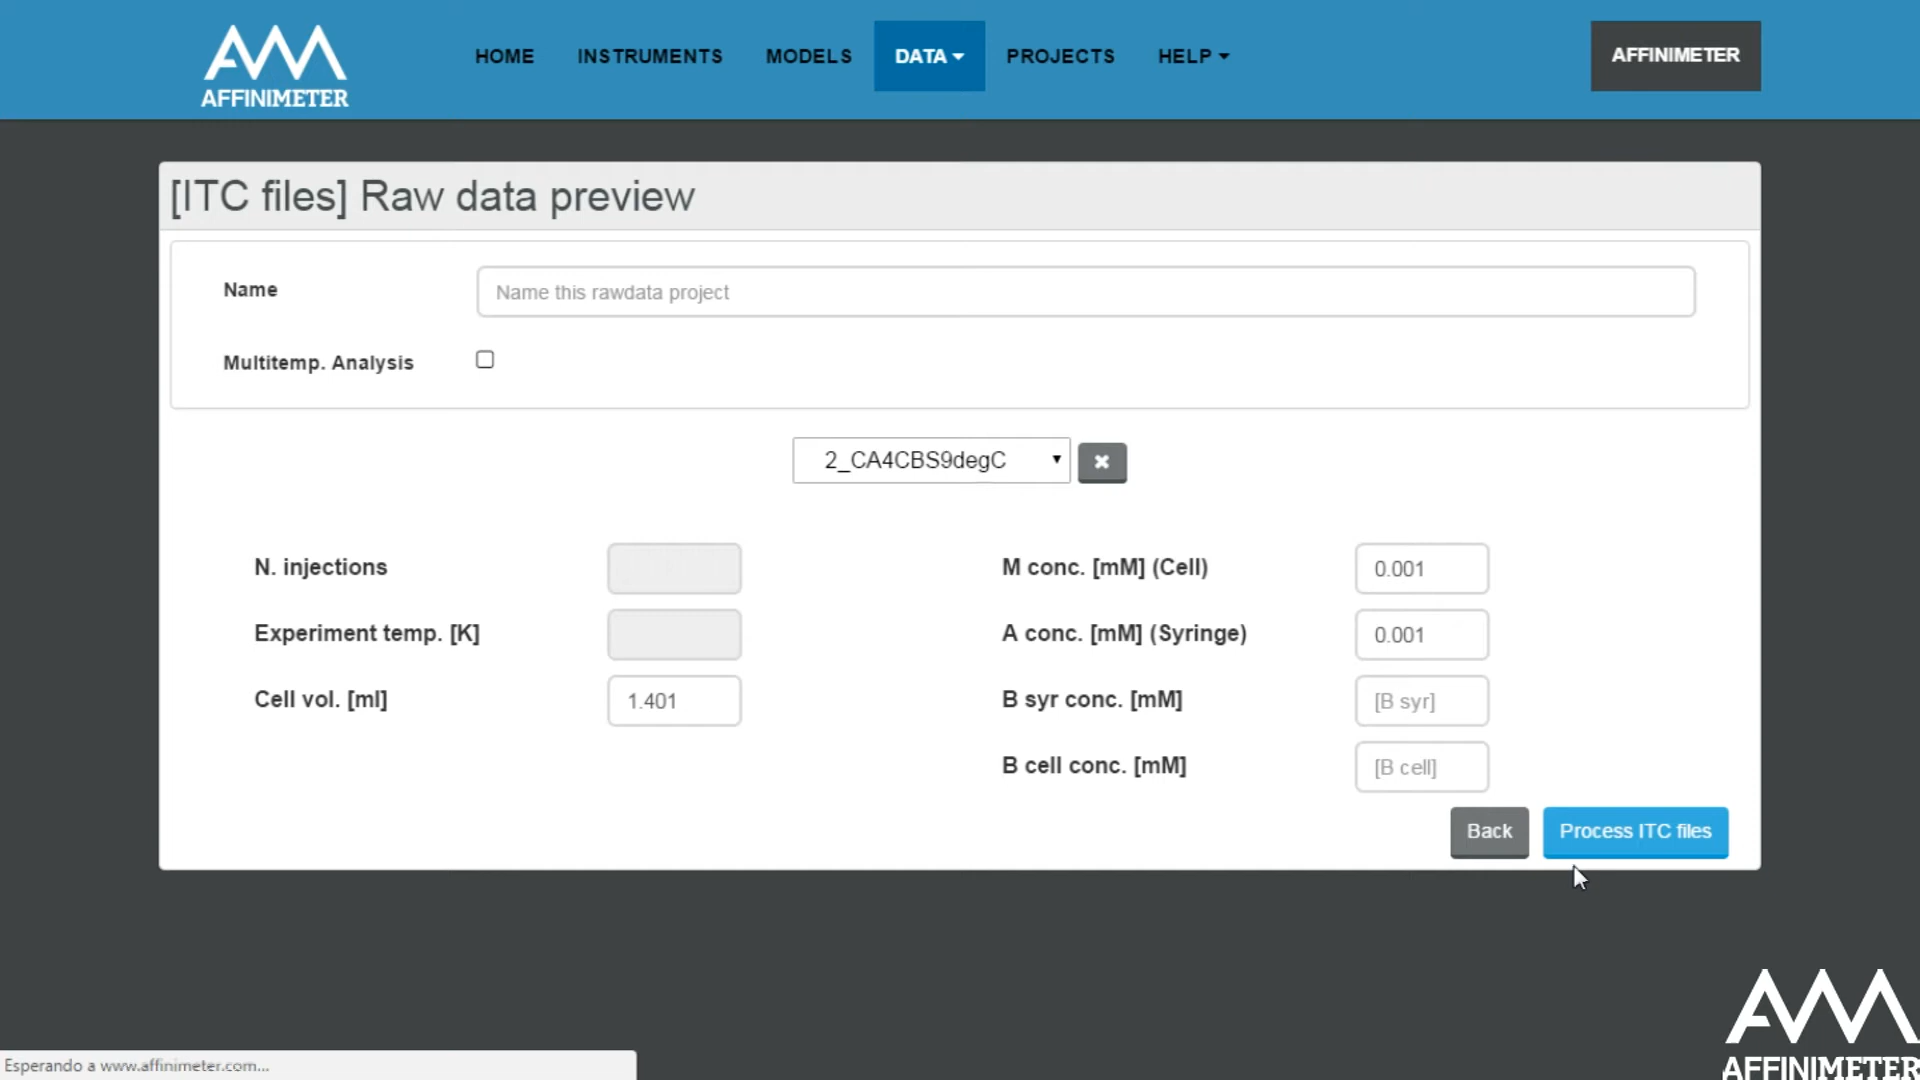 AFFINIMETER
HOME INSTRUMENTS MODELS DATA PROJECTS HELP
AFFINIMETER
[ITC files] Raw data preview
Name Name this rawdata project
Multitemp. Analysis
2_CA4CBS9degC
N. injections M conc. [mM] (Cell) 0.001
Experiment temp. [K] A conc. [mM] (Syringe) 0.001
Cell vol. [ml] 1.401 B syr conc. [mM] [B syr]
B cell conc. [mM] [B cell]
Back Process ITC files
Esperando a www.affinimeter.com...
AFFINIMETER